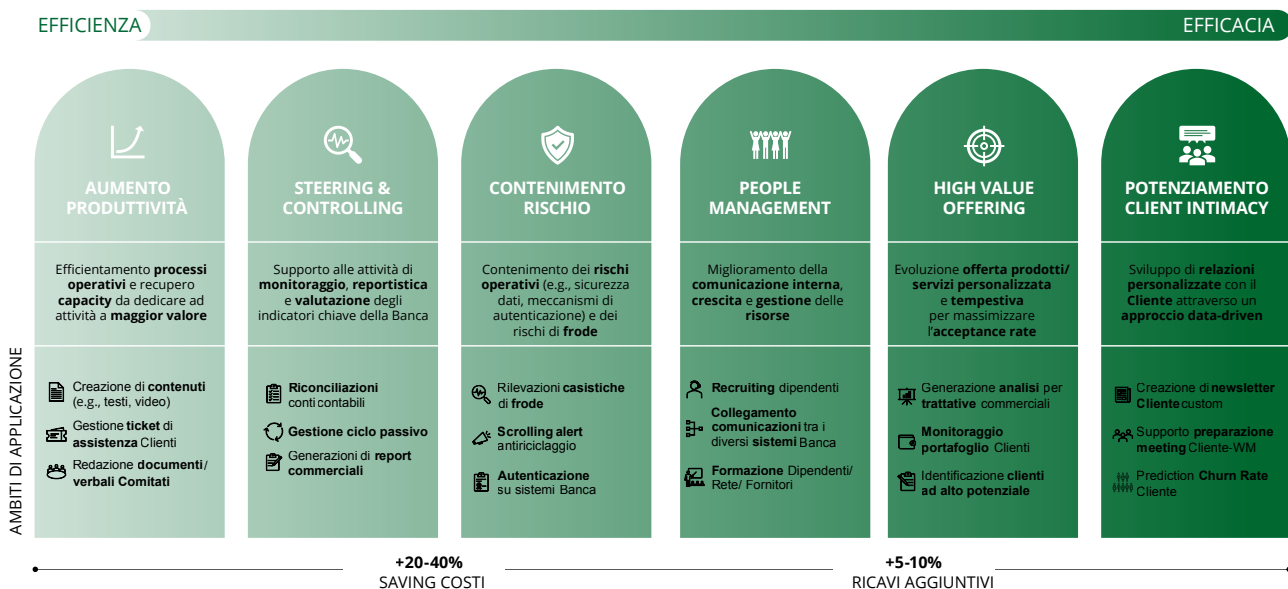 EFFICIENZA
EFFICACIA
AUMENTO
PRODUTTIVITÀ
Efficientamento processi
operativi e recupero
capacity da dedicare ad
attività a maggior valore
STEERING &
CONTROLLING
Supporto alle attività di
monitoraggio, reportistica
e valutazione degli
indicatori chiave della Banca
CONTENIMENTO
RISCHIO
Contenimento dei rischi
operativi (e.g., sicurezza
dati, meccanismi di
autenticazione) e dei
rischi di frode
PEOPLE
MANAGEMENT
Miglioramento della
comunicazione interna,
crescita e gestione delle
risorse
HIGH VALUE
OFFERING
Evoluzione offerta prodotti/
servizi personalizzata
e tempestiva
per massimizzare
l'acceptance rate
POTENZIAMENTO
CLIENT INTIMACY
Sviluppo di relazioni
personalizzate con il
Cliente attraverso un
approccio data-driven
AMBITI DI APPLICAZIONE
Creazione di contenuti
(e.g., testi, video)
Gestione ticket di
assistenza Clienti
Redazione documenti/
verbali Comitati
Riconciliazioni
conti contabili
Gestione ciclo passivo
Generazioni di report
commerciali
Rilevazioni casistiche
di frode
Scrolling alert
antiriciclaggio
Autenticazione
su sistemi Banca
Recruiting dipendenti
Collegamento
comunicazioni tra i
diversi sistemi Banca
Formazione Dipendenti/
Rete/ Fornitori
Generazione analisi per
trattative commerciali
Monitoraggio
portafoglio Clienti
Identificazione clienti
ad alto potenziale
Creazione di newsletter
Cliente custom
Supporto preparazione
meeting Cliente-WM
Prediction Churn Rate
Cliente
+20-40%
SAVING COSTI
+5-10%
RICAVI AGGIUNTIVI